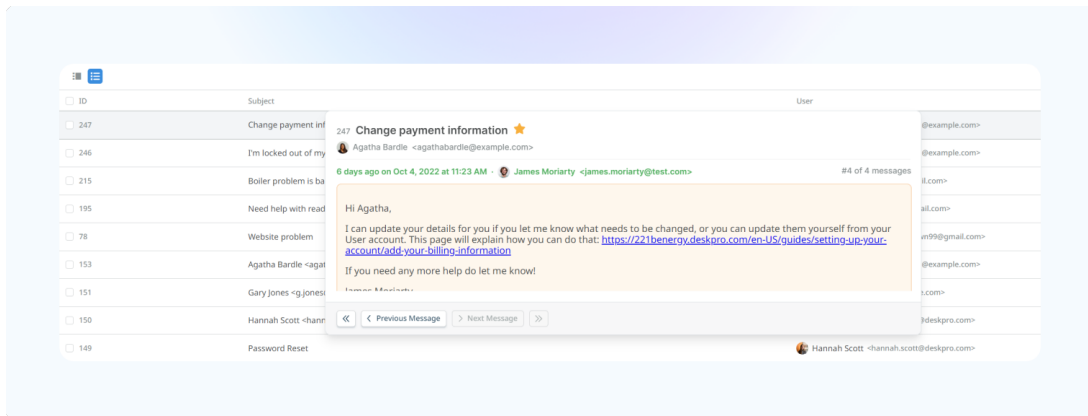 ID Subject User
247 Change payment inf @example.com>
246 I'm locked out of my @example.com>
215 Boiler problem is ba il.com>
195 Need help with read ail.com>
78 Website problem vn99@gmail.com>
153 Agatha Bardle <agat @example.com>
151 Gary Jones <g.jones .com>
150 Hannah Scott <hann @deskpro.com>
149 Password Reset Hannah Scott <hannah.scott@deskpro.com>
247 Change payment information
Agatha Bardle <agathabardle@example.com>
6 days ago on Oct 4, 2022 at 11:23 AM · James Moriarty <james.moriarty@test.com> #4 of 4 messages
Hi Agatha,
I can update your details for you if you let me know what needs to be changed, or you can update them yourself from your
User account. This page will explain how you can do that: https://221benergy.deskpro.com/en-US/guides/setting-up-your-
account/add-your-billing-information
If you need any more help do let me know!
James Moriarty
Previous Message Next Message